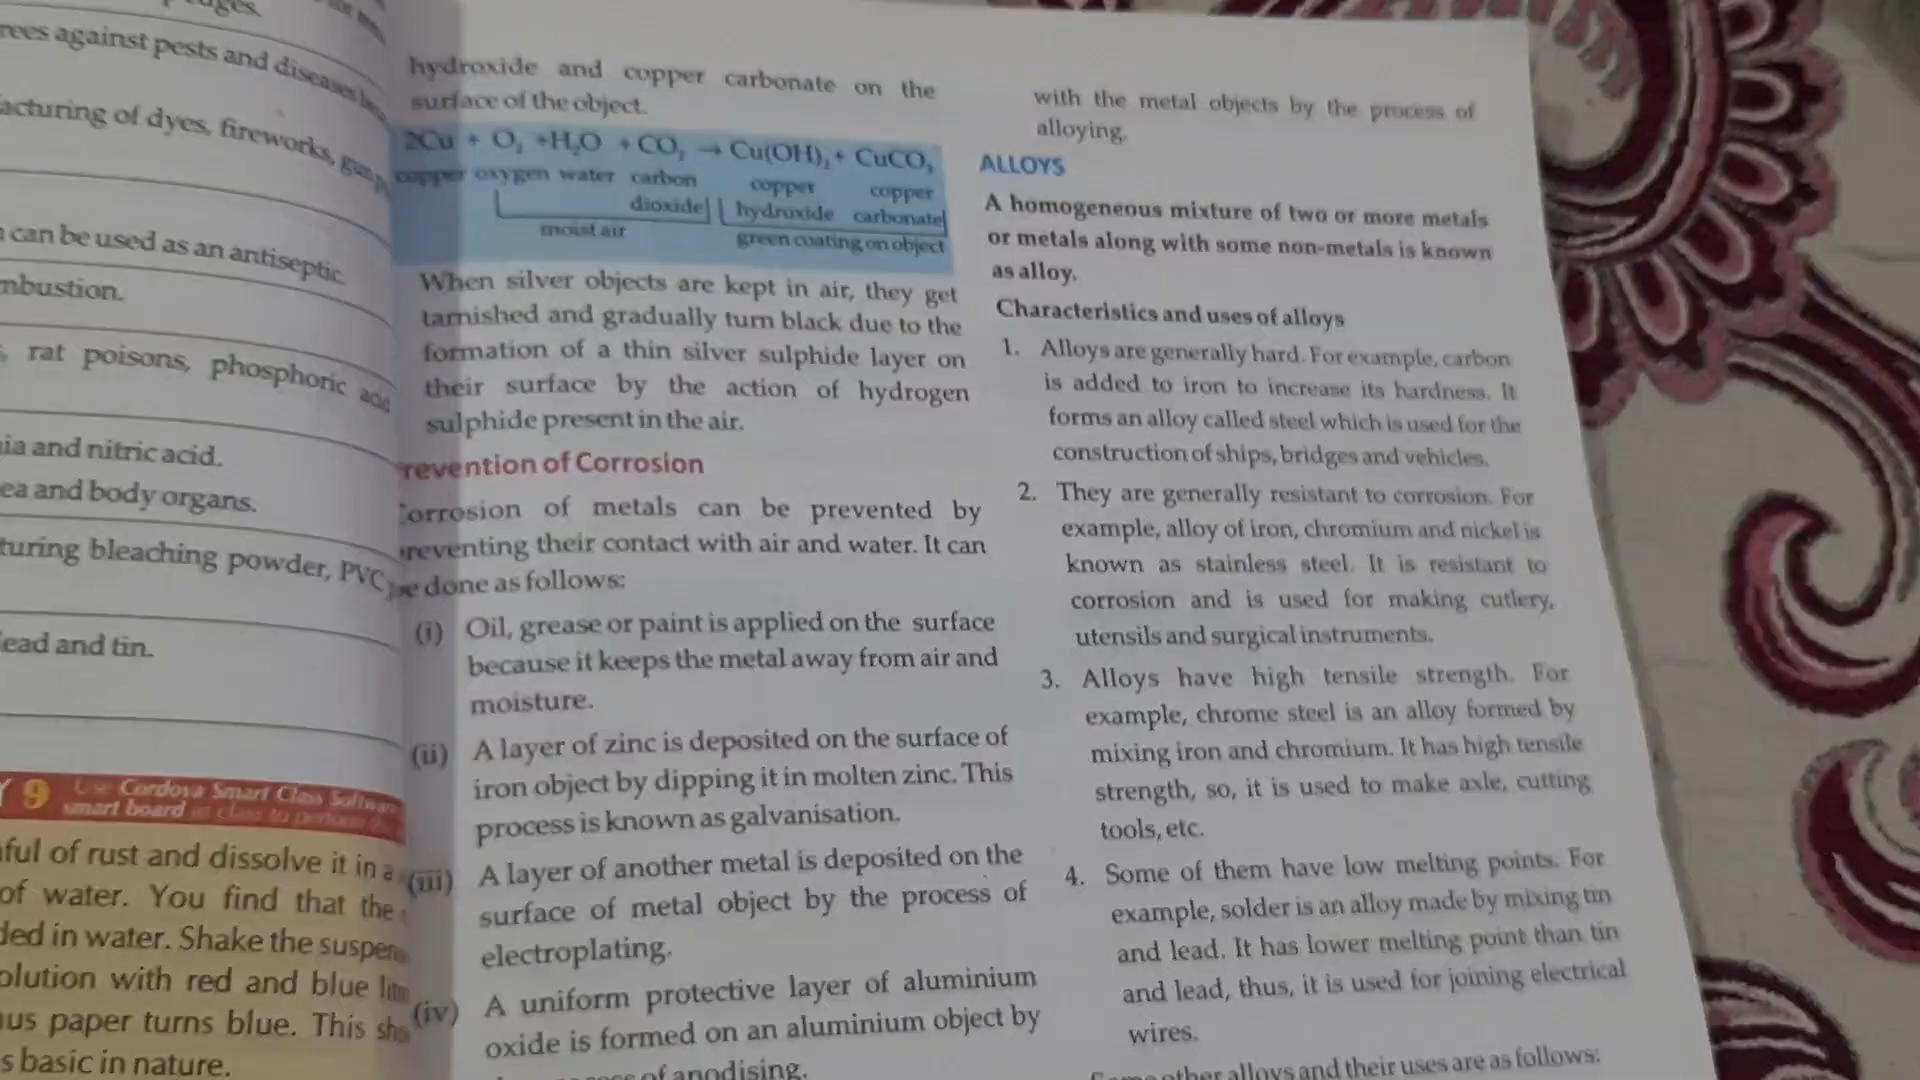 rees against pests and diseases
acturing of dyes, fireworks,
can be used as an antiseptic.
mbustion.
rat poisons, phosphoric acid
ia and nitric acid.
ea and body organs.
turing bleaching powder, PVC
ead and tin.
9 Use Cordova Smart Class Software
smart board in class to perform
ful of rust and dissolve it in a
of water. You find that the
ded in water. Shake the suspen
olution with red and blue litm
us paper turns blue. This sho
s basic in nature.
hydroxide and copper carbonate on the
surface of the object.
2Cu + O₂ +H₂O + CO₂ → Cu(OH)₂ + CuCO₃
copper oxygen water carbon copper copper
dioxide hydroxide carbonate
moist air green coating on object
When silver objects are kept in air, they get
tarnished and gradually turn black due to the
formation of a thin silver sulphide layer on
their surface by the action of hydrogen
sulphide present in the air.
revention of Corrosion
Corrosion of metals can be prevented by
reventing their contact with air and water. It can
be done as follows:
(i) Oil, grease or paint is applied on the surface
because it keeps the metal away from air and
moisture.
(ii) A layer of zinc is deposited on the surface of
iron object by dipping it in molten zinc. This
process is known as galvanisation.
(iii) A layer of another metal is deposited on the
surface of metal object by the process of
electroplating.
(iv) A uniform protective layer of aluminium
oxide is formed on an aluminium object by
of anodising.
with the metal objects by the process of
alloying.
ALLOYS
A homogeneous mixture of two or more metals
or metals along with some non-metals is known
as alloy.
Characteristics and uses of alloys
1. Alloys are generally hard. For example, carbon
is added to iron to increase its hardness. It
forms an alloy called steel which is used for the
construction of ships, bridges and vehicles.
2. They are generally resistant to corrosion. For
example, alloy of iron, chromium and nickel is
known as stainless steel. It is resistant to
corrosion and is used for making cutlery,
utensils and surgical instruments.
3. Alloys have high tensile strength. For
example, chrome steel is an alloy formed by
mixing iron and chromium. It has high tensile
strength, so, it is used to make axle, cutting
tools, etc.
4. Some of them have low melting points. For
example, solder is an alloy made by mixing tin
and lead. It has lower melting point than tin
and lead, thus, it is used for joining electrical
wires.
Some other alloys and their uses are as follows: